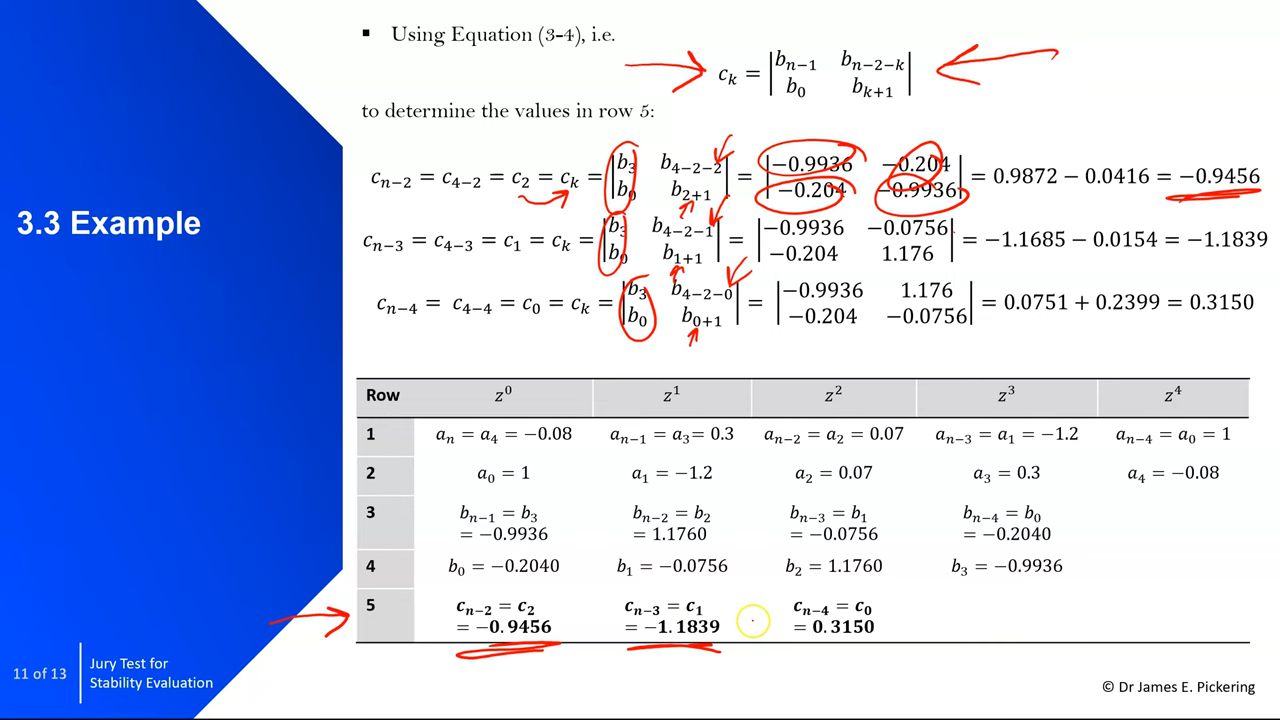 3.3 Example
▪ Using Equation (3-4), i.e.
c_k = |b_{n−1} b_{n−2−k}; b_0 b_{k+1}|
to determine the values in row 5:
c_{n−2} = c_{4−2} = c_2 = c_k = |b_3 b_{4−2−2}; b_0 b_{2+1}| = |−0.9936 −0.204; −0.204 −0.9936| = 0.9872 − 0.0416 = −0.9456
c_{n−3} = c_{4−3} = c_1 = c_k = |b_3 b_{4−2−1}; b_0 b_{1+1}| = |−0.9936 −0.0756; −0.204 1.176| = −1.1685 − 0.0154 = −1.1839
c_{n−4} = c_{4−4} = c_0 = c_k = |b_3 b_{4−2−0}; b_0 b_{0+1}| = |−0.9936 1.176; −0.204 −0.0756| = 0.0751 + 0.2399 = 0.3150
Row z^0 z^1 z^2 z^3 z^4
1 a_n = a_4 = −0.08 a_{n−1} = a_3 = 0.3 a_{n−2} = a_2 = 0.07 a_{n−3} = a_1 = −1.2 a_{n−4} = a_0 = 1
2 a_0 = 1 a_1 = −1.2 a_2 = 0.07 a_3 = 0.3 a_4 = −0.08
3 b_{n−1} = b_3 b_{n−2} = b_2 b_{n−3} = b_1 b_{n−4} = b_0
= −0.9936 = 1.1760 = −0.0756 = −0.2040
4 b_0 = −0.2040 b_1 = −0.0756 b_2 = 1.1760 b_3 = −0.9936
5 c_{n−2} = c_2 c_{n−3} = c_1 c_{n−4} = c_0
= −0.9456 = −1.1839 = 0.3150
11 of 13
Jury Test for
Stability Evaluation
© Dr James E. Pickering